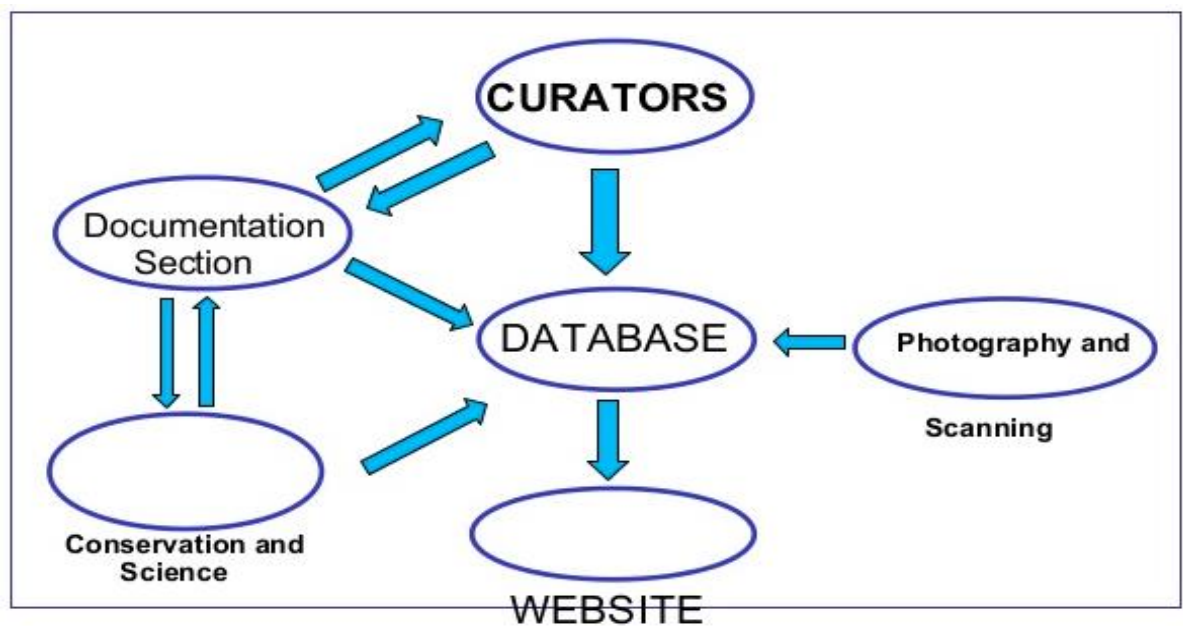 CURATORS
Documentation
Section
DATABASE
Photography and
Scanning
Conservation and
Science
WEBSITE